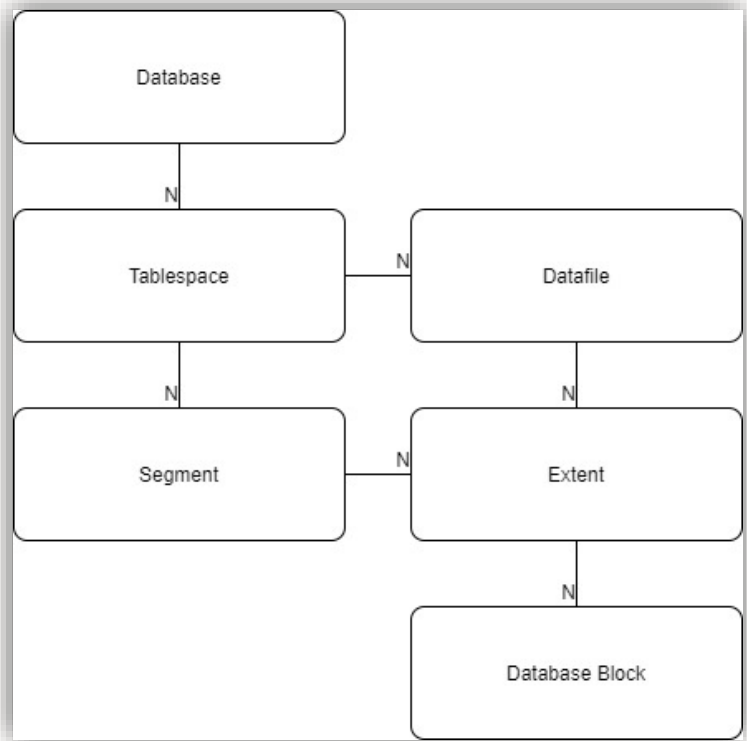 Database
N
Tablespace
N
Datafile
N
N
Segment
N
Extent
N
Database Block